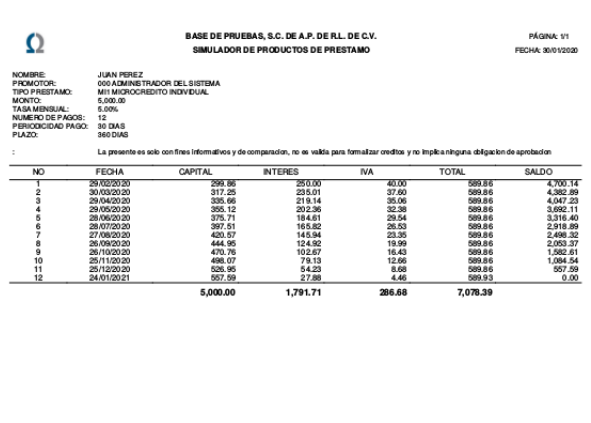 BASE DE PRUEBAS, S.C. DE A.P. DE R.L. DE C.V. PÁGINA: 1/1
SIMULADOR DE PRODUCTOS DE PRESTAMO FECHA: 30/01/2020
NOMBRE: JUAN PEREZ
PROMOTOR: 000 ADMINISTRADOR DEL SISTEMA
TIPO PRESTAMO: MI1 MICROCREDITO INDIVIDUAL
MONTO: 5,000.00
TASA MENSUAL: 5.00%
NUMERO DE PAGOS: 12
PERIODICIDAD PAGO: 30 DIAS
PLAZO: 360 DIAS
: La presente es solo con fines informativos y de comparacion, no es valida para formalizar creditos y no implica ninguna obligacion de aprobacion
NO FECHA CAPITAL INTERES IVA TOTAL SALDO
1 29/02/2020 299.86 250.00 40.00 589.86 4,700.14
2 30/03/2020 317.25 235.01 37.60 589.86 4,382.89
3 29/04/2020 335.66 219.14 35.06 589.86 4,047.23
4 29/05/2020 355.12 202.36 32.38 589.86 3,692.11
5 28/06/2020 375.71 184.61 29.54 589.86 3,316.40
6 28/07/2020 397.51 165.82 26.53 589.86 2,918.89
7 27/08/2020 420.57 145.94 23.35 589.86 2,498.32
8 26/09/2020 444.95 124.92 19.99 589.86 2,053.37
9 26/10/2020 470.76 102.67 16.43 589.86 1,582.61
10 25/11/2020 498.07 79.13 12.66 589.86 1,084.54
11 25/12/2020 526.95 54.23 8.68 589.86 557.59
12 24/01/2021 557.59 27.88 4.46 589.93 0.00
5,000.00 1,791.71 286.68 7,078.39